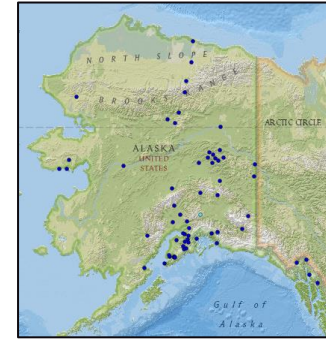 NORTH SLOPE
BROOKS RANGE
ARCTIC CIRCLE
ALASKA
UNITED
STATES
Gulf of
Alaska